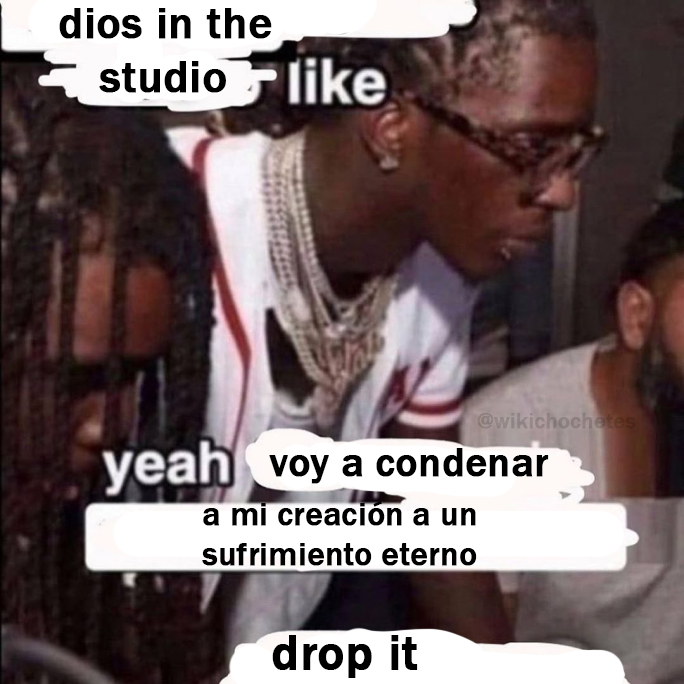 dios in the
studio like
@wikichochetes
yeah voy a condenar
a mi creación a un
sufrimiento eterno
drop it